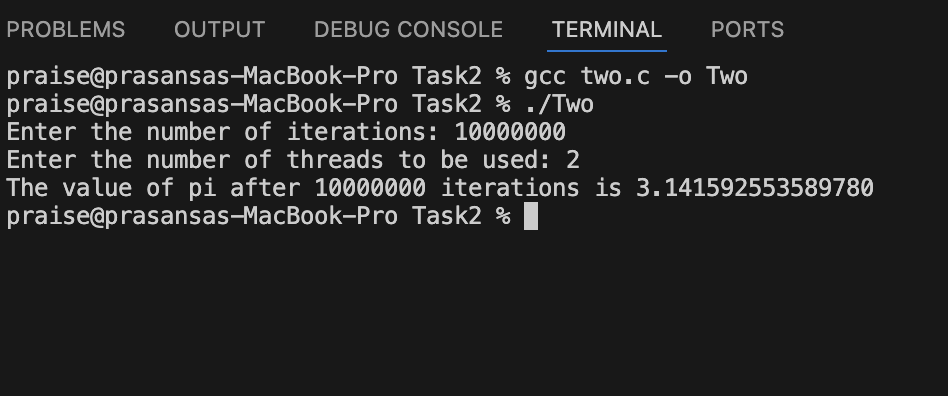 PROBLEMS OUTPUT DEBUG CONSOLE TERMINAL PORTS
praise@prasansas-MacBook-Pro Task2 % gcc two.c -o Two
praise@prasansas-MacBook-Pro Task2 % ./Two
Enter the number of iterations: 10000000
Enter the number of threads to be used: 2
The value of pi after 10000000 iterations is 3.141592553589780
praise@prasansas-MacBook-Pro Task2 %